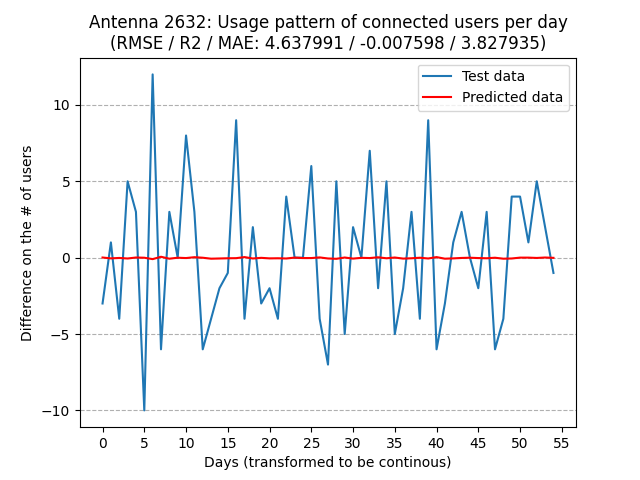 Antenna 2632: Usage pattern of connected users per day
(RMSE / R2 / MAE: 4.637991 / -0.007598 / 3.827935)
Test data
Predicted data
Difference on the # of users
10
5
0
−5
−10
0 5 10 15 20 25 30 35 40 45 50 55
Days (transformed to be continous)